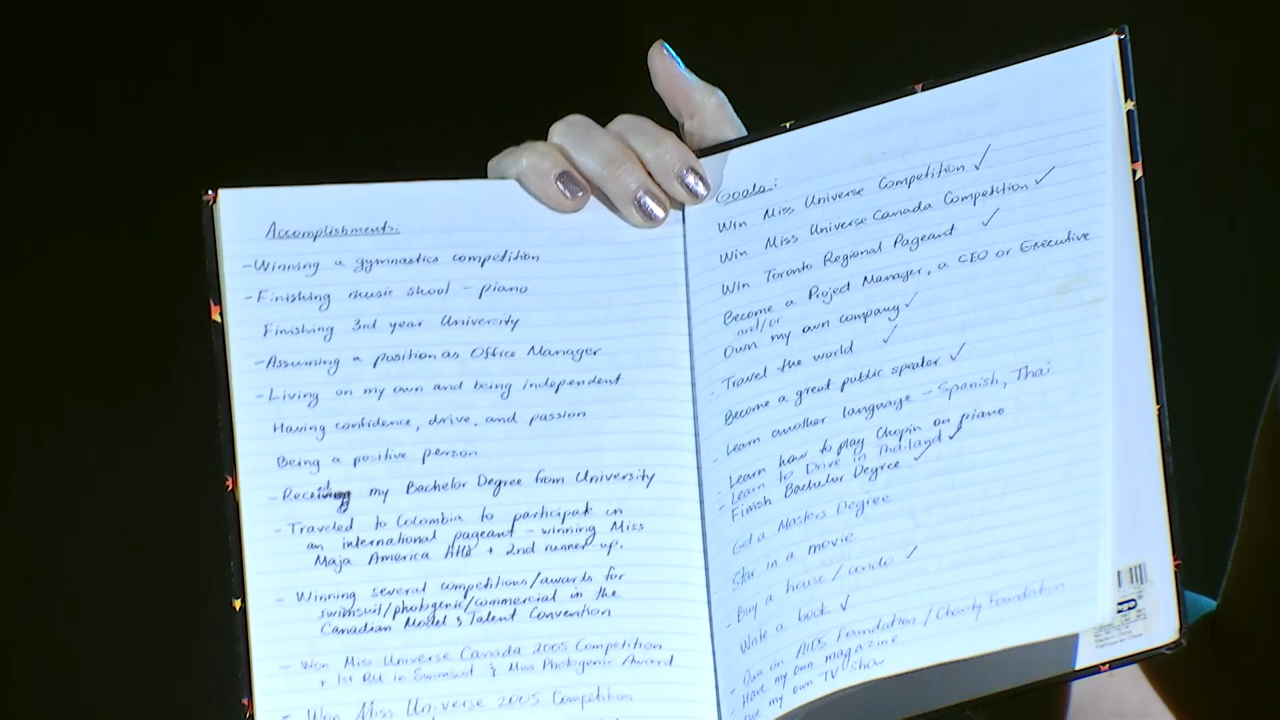 Accomplishments:
- Winning a gymnastics competition
- Finishing music shool - piano
Finishing 3rd year University
- Assuming a position as Office Manager
- Living on my own and being independent
Having confidence, drive, and passion
Being a positive person
- Receiving my Bachelor Degree from University
- Traveled to Colombia to participate in
an international pageant - winning Miss
Maja America + 2nd runner-up.
- Winning several competitions/awards for
swimsuit/photogenic/commercial in the
Canadian Model & Talent Convention
- Won Miss Universe Canada 2005 Competition
+ 1st RU in Swimsuit & Miss Photogenic Award
- Won Miss Universe 2005 Competition
Goals:
Win Miss Universe Competition ✓
Win Miss Universe Canada Competition ✓
Win Toronto Regional Pageant ✓
Become a Project Manager, a CEO or Executive
and/or
Own my own company ✓
- Travel the world ✓
Become a great public speaker ✓
- Learn another language - Spanish, Thai
- Learn how to play Chopin on piano
- Learn to Drive in Thailand ✓
- Finish Bachelor Degree ✓
Get a Masters Degree
Star in a movie
- Buy a house/condo ✓
Write a book ✓
- Own an AIDS Foundation / Charity Foundation
- Have my own magazine
my own TV show